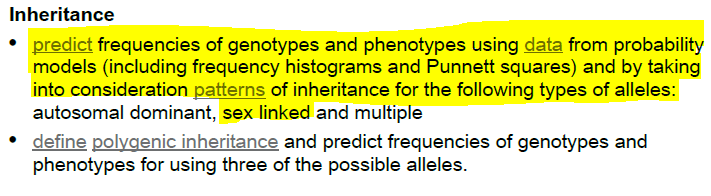 Inheritance
• predict frequencies of genotypes and phenotypes using data from probability
models (including frequency histograms and Punnett squares) and by taking
into consideration patterns of inheritance for the following types of alleles:
autosomal dominant, sex linked and multiple
• define polygenic inheritance and predict frequencies of genotypes and
phenotypes for using three of the possible alleles.